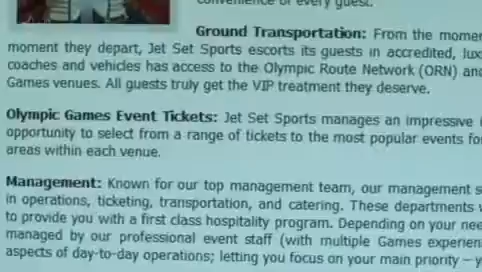 convenience of every guest.
Ground Transportation: From the
moment they depart, Jet Set Sports escorts its guests in accredited,
coaches and vehicles has access to the Olympic Route Network (ORN)
Games venues. All guests truly get the VIP treatment they deserve.
Olympic Games Event Tickets: Jet Set Sports manages an impressive
opportunity to select from a range of tickets to the most popular events
areas within each venue.
Management: Known for our top management team, our management
in operations, ticketing, transportation, and catering. These departments
to provide you with a first class hospitality program. Depending on your
managed by our professional event staff (with multiple Games
aspects of day-to-day operations; letting you focus on your main priority –